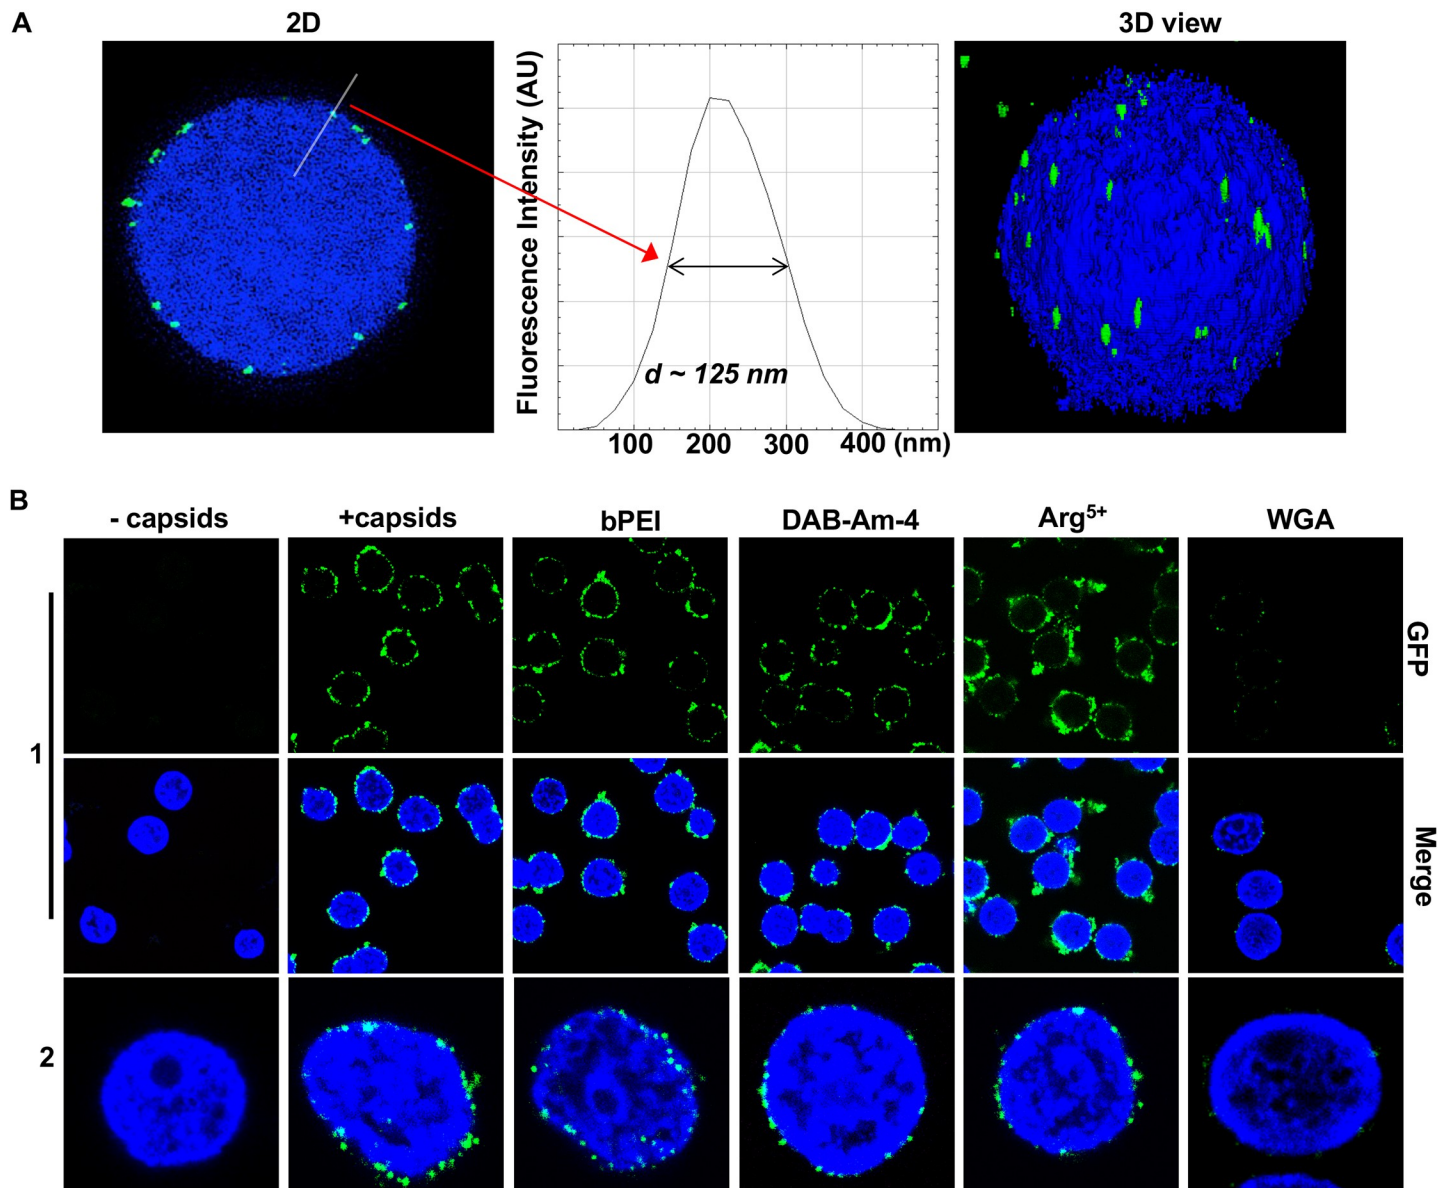 A
2D
3D view
Fluorescence Intensity (AU)
d ~ 125 nm
100 200 300 400 (nm)
B
- capsids +capsids bPEI DAB-Am-4 Arg⁵⁺ WGA
1
GFP
Merge
2